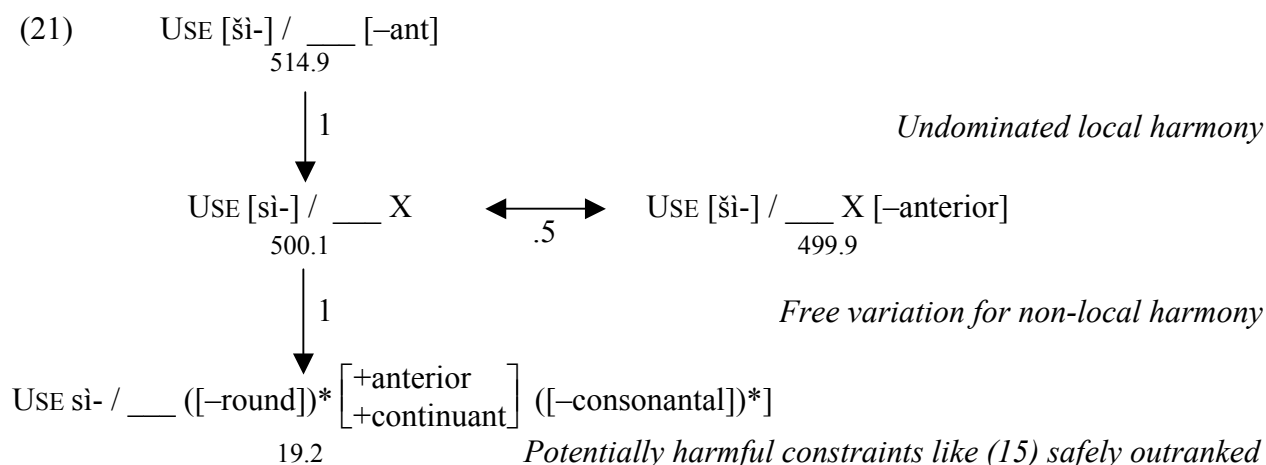 (21) USE [šì-] / ___ [–ant]
514.9
1
Undominated local harmony
USE [sì-] / ___ X .5 USE [šì-] / ___ X [–anterior]
500.1 499.9
1
Free variation for non-local harmony
USE sì- / ___ ([–round])* [+anterior +continuant] ([–consonantal])*]
19.2 Potentially harmful constraints like (15) safely outranked